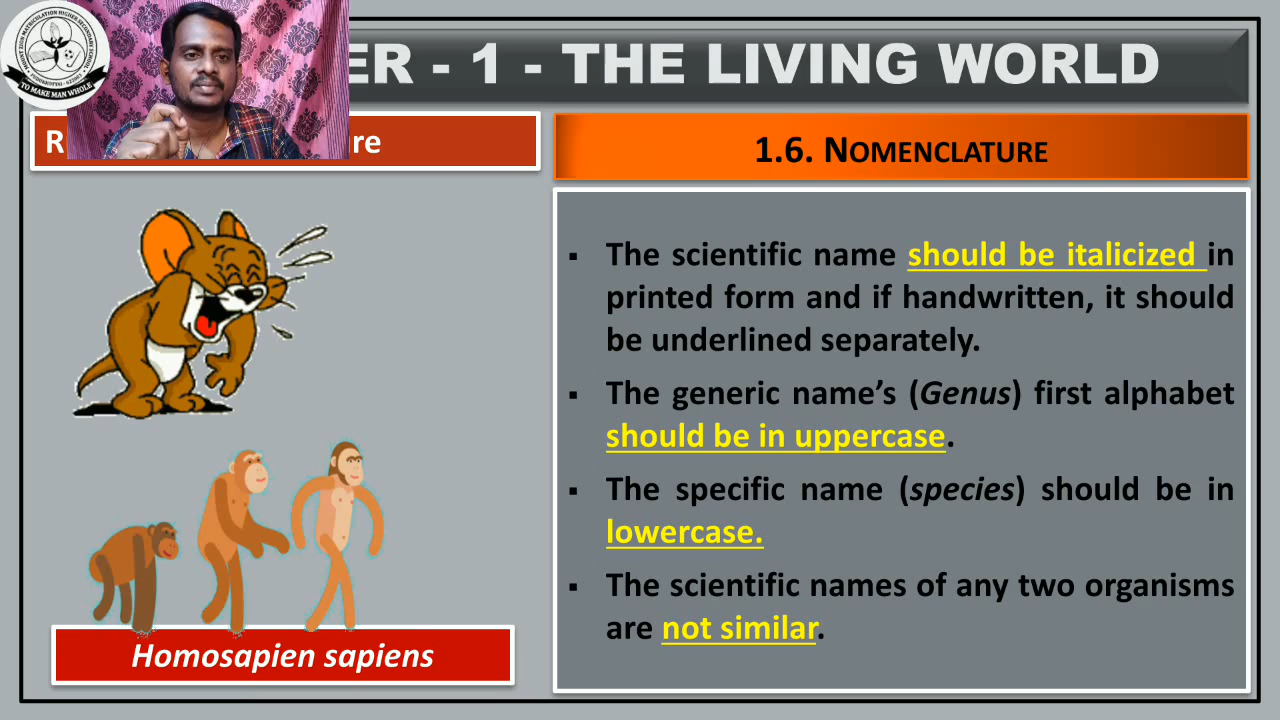 ER - 1 - THE LIVING WORLD
TO MAKE MAN WHOLE
R re
1.6. NOMENCLATURE
▪ The scientific name should be italicized in
printed form and if handwritten, it should
be underlined separately.
▪ The generic name’s (Genus) first alphabet
should be in uppercase.
▪ The specific name (species) should be in
lowercase.
▪ The scientific names of any two organisms
are not similar.
Homosapien sapiens